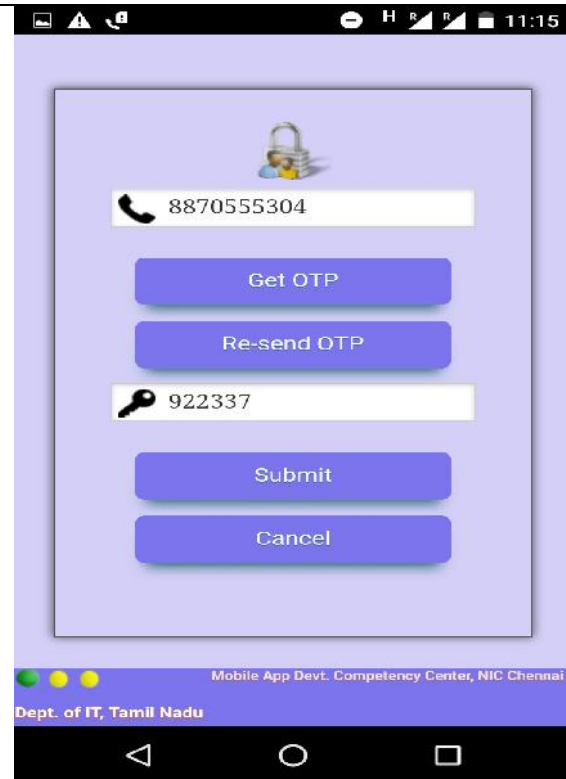 H R R 11:15
8870555304
Get OTP
Re-send OTP
922337
Submit
Cancel
Mobile App Devt. Competency Center, NIC Chennai
Dept. of IT, Tamil Nadu